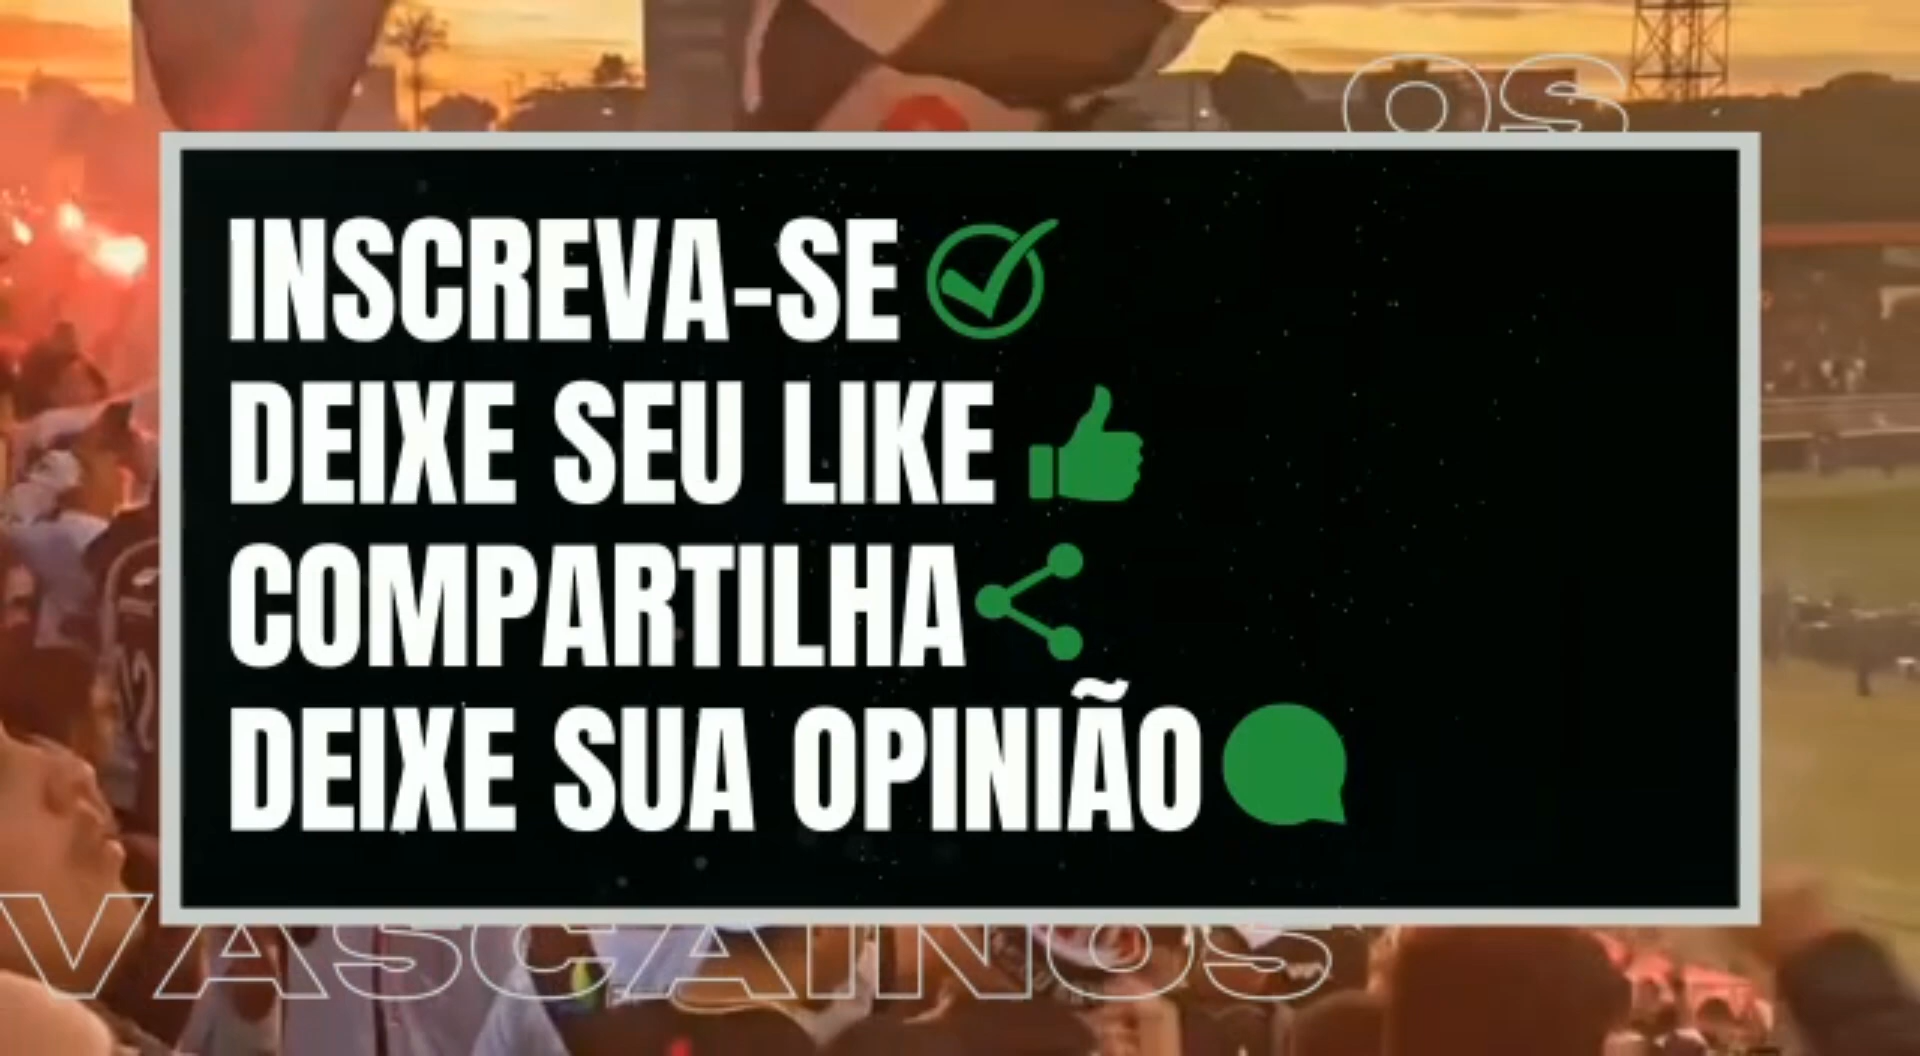 OS
INSCREVA-SE
DEIXE SEU LIKE
COMPARTILHA
DEIXE SUA OPINIÃO
VASCAINOS